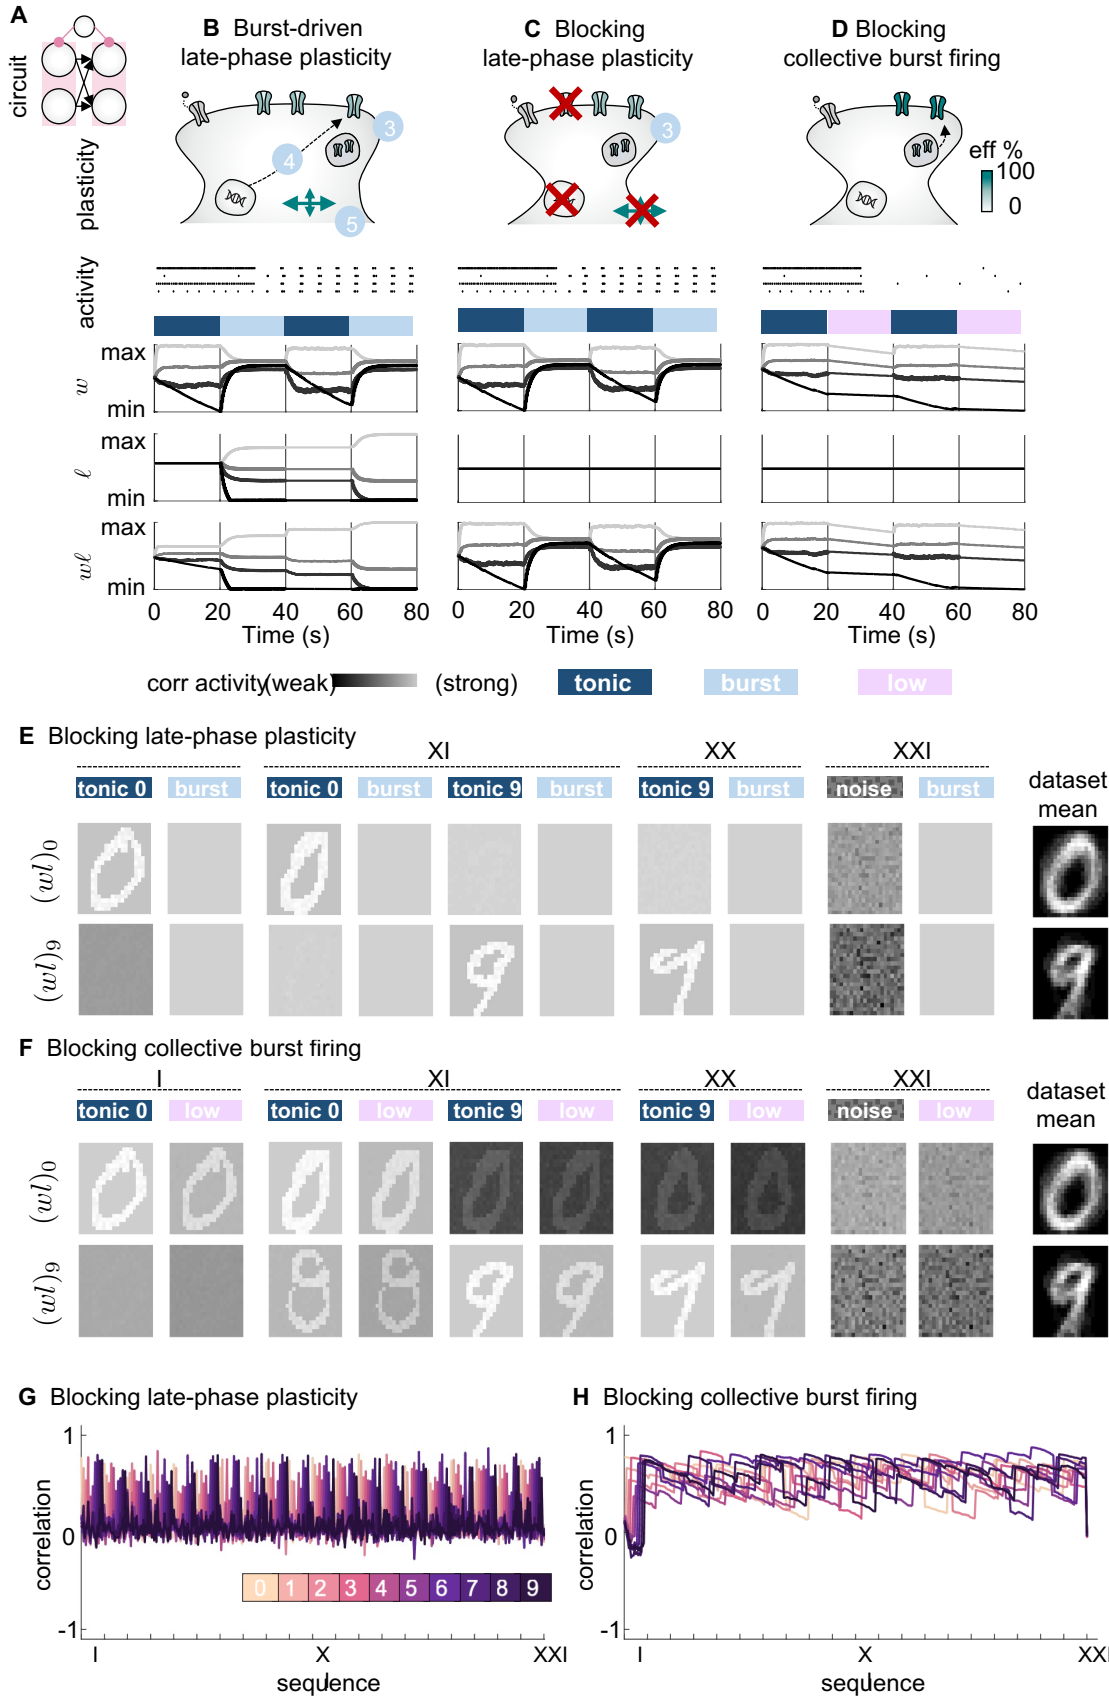 A
circuit
plasticity
activity
B Burst-driven
late-phase plasticity
C Blocking
late-phase plasticity
D Blocking
collective burst firing
3
4
5
3
eff %
100
0
max
w
min
max
ℓ
min
max
wℓ
min
0 20 40 60 80
Time (s)
0 20 40 60 80
Time (s)
0 20 40 60 80
Time (s)
corr activity (weak) (strong)
tonic burst low
E Blocking late-phase plasticity
XI XX XXI
tonic 0 burst tonic 0 burst tonic 9 burst tonic 9 burst noise burst
dataset
mean
(wl)0
(wl)9
F Blocking collective burst firing
I XI XX XXI
tonic 0 low tonic 0 low tonic 9 low tonic 9 low noise low
dataset
mean
(wl)0
(wl)9
G Blocking late-phase plasticity
1
correlation
0
-1
0 1 2 3 4 5 6 7 8 9
I X XXI
sequence
H Blocking collective burst firing
1
correlation
0
-1
I X XXI
sequence